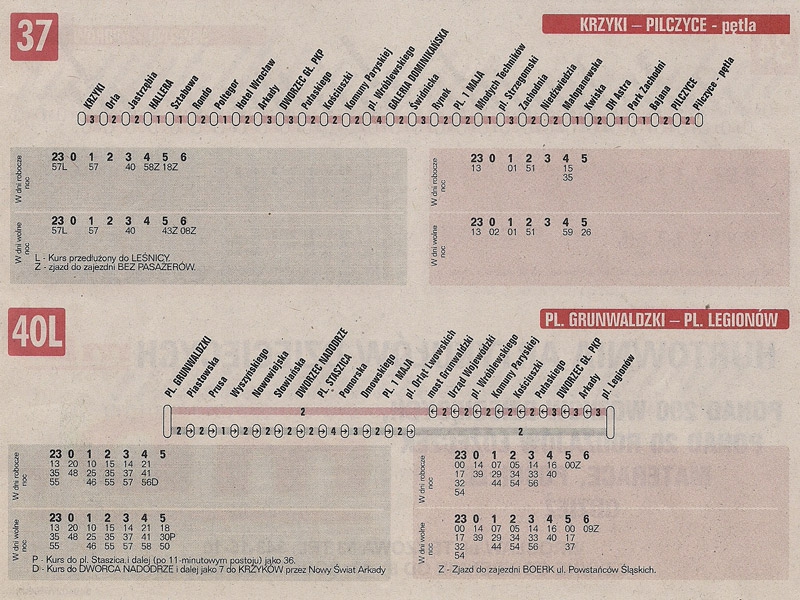 37
KRZYKI – PILCZYCE - pętla
KRZYKI
Orla
Jastrzębia
HALLERA
Sztabowa
Rondo
Poltegor
Hotel Wrocław
Arkady
DWORZEC GŁ. PKP
Pułaskiego
Kościuszki
Komuny Paryskiej
pl. Wróblewskiego
GALERIA DOMINIKAŃSKA
Świdnicka
Rynek
PL. 1 MAJA
Młodych Techników
pl. Strzegomski
Zachodnia
Niedźwiedzia
Małopanewska
Kwiska
DH Astra
Park Zachodni
Bajana
PILCZYCE
Pilczyce - pętla
W dni robocze
noc
23 0 1 2 3 4 5 6
57L 57 40 58Z 18Z
W dni wolne
noc
23 0 1 2 3 4 5 6
57L 57 40 43Z 08Z
L - Kurs przedłużony do LEŚNICY.
Z - zjazd do zajezdni BEZ PASAŻERÓW.
W dni robocze
noc
23 0 1 2 3 4 5
13 01 51 15
35
W dni wolne
noc
23 0 1 2 3 4 5
13 02 01 51 59 26
40L
PL. GRUNWALDZKI – PL. LEGIONÓW
PL. GRUNWALDZKI
Piastowska
Prusa
Wyszyńskiego
Nowowiejska
Słowiańska
DWORZEC NADODRZE
PL. STASZICA
Pomorska
Dmowskiego
PL. 1 MAJA
pl. Orląt Lwowskich
most Grunwaldzki
Urząd Wojewódzki
pl. Wróblewskiego
Komuny Paryskiej
Kościuszki
Pułaskiego
DWORZEC GŁ. PKP
Arkady
pl. Legionów
W dni robocze
noc
23 0 1 2 3 4 5
13 20 10 15 14 21
35 48 25 35 37 41
55 46 55 57 56D
W dni wolne
noc
23 0 1 2 3 4 5
13 20 10 15 14 21 18
35 48 25 35 37 41 30P
55 46 55 57 58 50
P - Kurs do pl. Staszica i dalej (po 11-minutowym postoju) jako 36.
D - Kurs do DWORCA NADODRZE i dalej jako 7 do KRZYKÓW przez Nowy Świat Arkady
W dni robocze
noc
23 0 1 2 3 4 5 6
00 14 07 05 14 16 00Z
17 39 29 34 33 40
32 44 54 56
54
W dni wolne
noc
23 0 1 2 3 4 5 6
00 14 07 05 14 16 00 09Z
17 39 29 34 33 40 17
32 44 54 56 37
54
Z - Zjazd do zajezdni BOERK ul. Powstańców Śląskich.